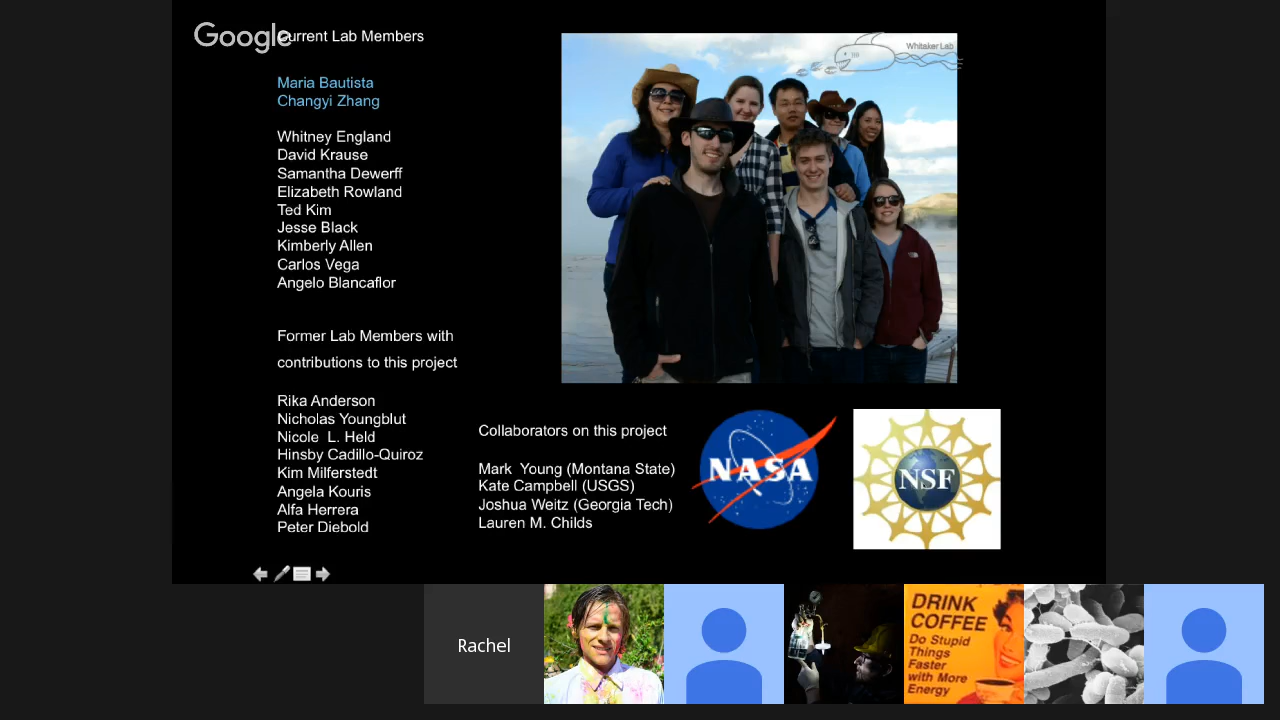 Google
Current Lab Members
Maria Bautista
Changyi Zhang
Whitney England
David Krause
Samantha Dewerff
Elizabeth Rowland
Ted Kim
Jesse Black
Kimberly Allen
Carlos Vega
Angelo Blancaflor
Former Lab Members with
contributions to this project
Rika Anderson
Nicholas Youngblut
Nicole L. Held
Hinsby Cadillo-Quiroz
Kim Milferstedt
Angela Kouris
Alfa Herrera
Peter Diebold
Whitaker Lab
Collaborators on this project
Mark Young (Montana State)
Kate Campbell (USGS)
Joshua Weitz (Georgia Tech)
Lauren M. Childs
NASA
NSF
Rachel
DRINK
COFFEE
Do Stupid
Things
Faster
with More
Energy